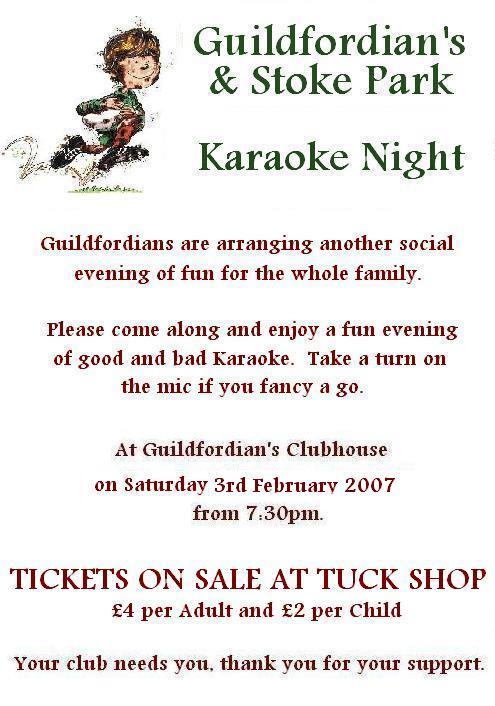 Guildfordian's
& Stoke Park
Karaoke Night
Guildfordians are arranging another social
evening of fun for the whole family.
Please come along and enjoy a fun evening
of good and bad Karaoke. Take a turn on
the mic if you fancy a go.
At Guildfordian's Clubhouse
on Saturday 3rd February 2007
from 7.30pm.
TICKETS ON SALE AT TUCK SHOP
£4 per Adult and £2 per Child
Your club needs you, thank you for your support.